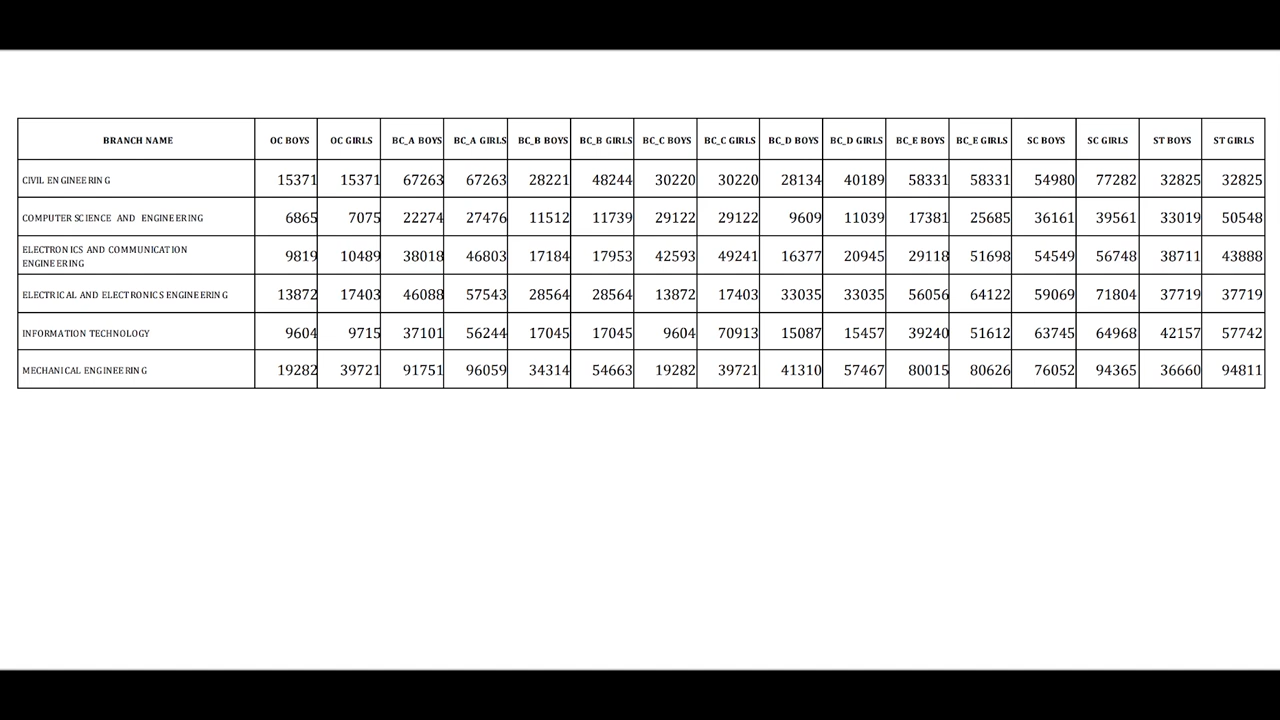 BRANCH NAME OC BOYS OC GIRLS BC_A BOYS BC_A GIRLS BC_B BOYS BC_B GIRLS BC_C BOYS BC_C GIRLS BC_D BOYS BC_D GIRLS BC_E BOYS BC_E GIRLS SC BOYS SC GIRLS ST BOYS ST GIRLS
CIVIL ENGINEERING 15371 15371 67263 67263 28221 48244 30220 30220 28134 40189 58331 58331 54980 77282 32825 32825
COMPUTER SCIENCE AND ENGINEERING 6865 7075 22274 27476 11512 11739 29122 29122 9609 11039 17381 25685 36161 39561 33019 50548
ELECTRONICS AND COMMUNICATION
ENGINEERING 9819 10489 38018 46803 17184 17953 42593 49241 16377 20945 29118 51698 54549 56748 38711 43888
ELECTRICAL AND ELECTRONICS ENGINEERING 13872 17403 46088 57543 28564 28564 13872 17403 33035 33035 56056 64122 59069 71804 37719 37719
INFORMATION TECHNOLOGY 9604 9715 37101 56244 17045 17045 9604 70913 15087 15457 39240 51612 63745 64968 42157 57742
MECHANICAL ENGINEERING 19282 39721 91751 96059 34314 54663 19282 39721 41310 57467 80015 80626 76052 94365 36660 94811